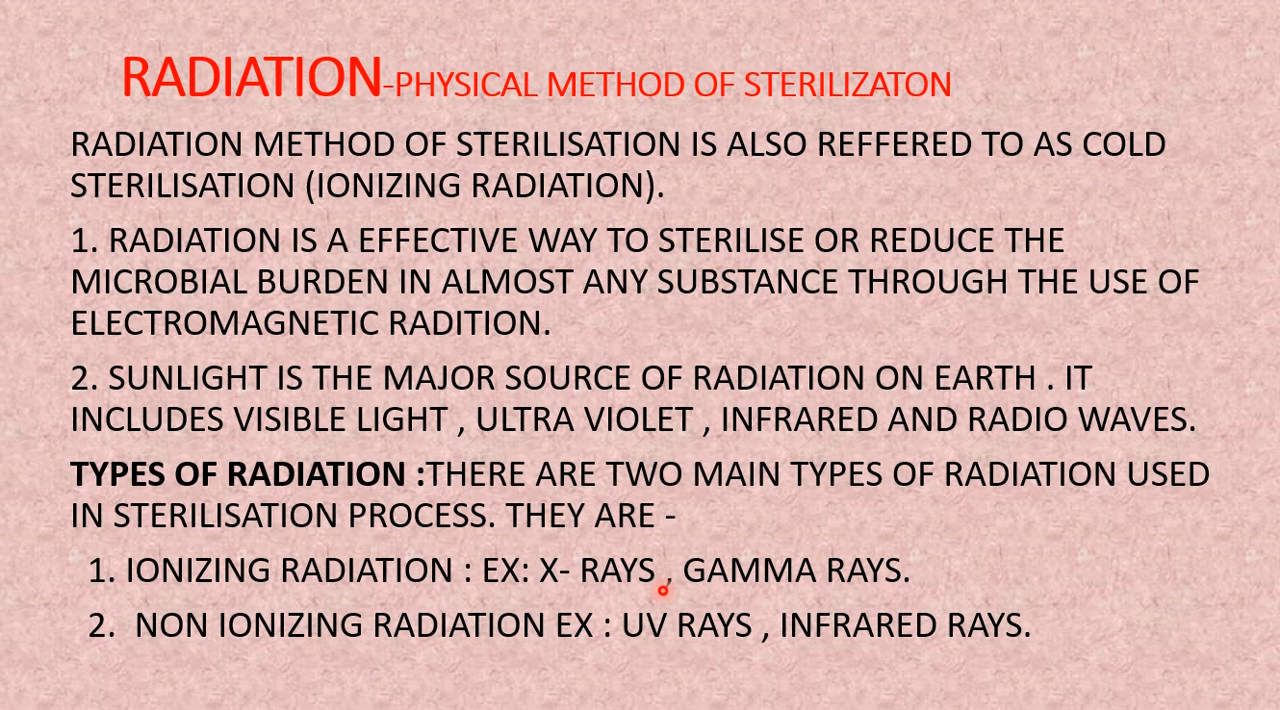 RADIATION-PHYSICAL METHOD OF STERILIZATON
RADIATION METHOD OF STERILISATION IS ALSO REFFERED TO AS COLD
STERILISATION (IONIZING RADIATION).
1. RADIATION IS A EFFECTIVE WAY TO STERILISE OR REDUCE THE
MICROBIAL BURDEN IN ALMOST ANY SUBSTANCE THROUGH THE USE OF
ELECTROMAGNETIC RADITION.
2. SUNLIGHT IS THE MAJOR SOURCE OF RADIATION ON EARTH . IT
INCLUDES VISIBLE LIGHT , ULTRA VIOLET , INFRARED AND RADIO WAVES.
TYPES OF RADIATION :THERE ARE TWO MAIN TYPES OF RADIATION USED
IN STERILISATION PROCESS. THEY ARE -
1. IONIZING RADIATION : EX: X- RAYS , GAMMA RAYS.
2. NON IONIZING RADIATION EX : UV RAYS , INFRARED RAYS.